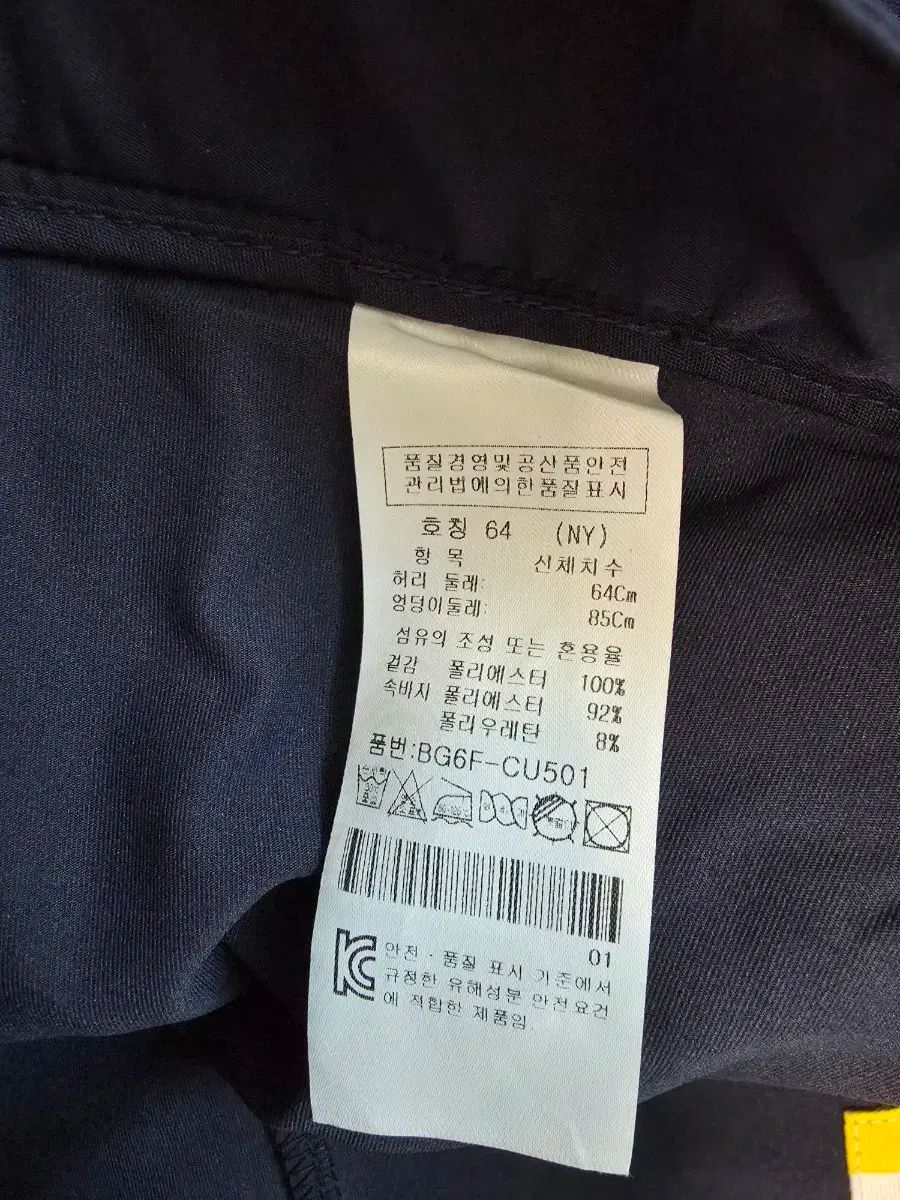 품질경영및공산품안전
관리법에의한품질표시
호칭 64 (NY)
항 목 신체치수
허리 둘레: 64Cm
엉덩이둘레: 85Cm
섬유의 조성 또는 혼용율
겉감 폴리에스터 100%
속바지 폴리에스터 92%
폴리우레탄 8%
품번:BG6F-CU501
01
안전·품질 표시 기준에서
규정한 유해성분 안전요건
에 적합한 제품임.